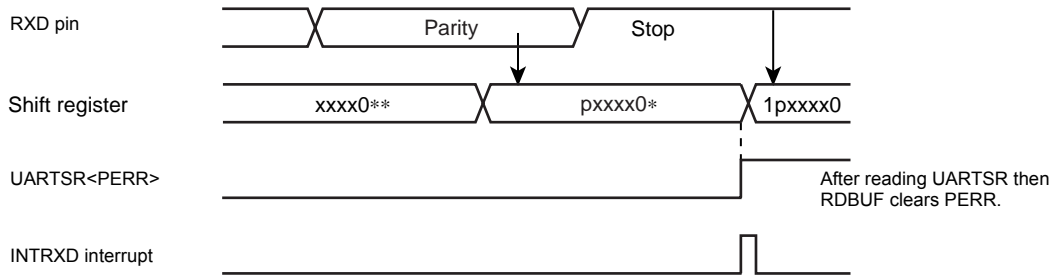 RXD pin
Parity
Stop
Shift register
xxxx0**
pxxxx0*
1pxxxx0
UARTSR<PERR>
After reading UARTSR then
RDBUF clears PERR.
INTRXD interrupt